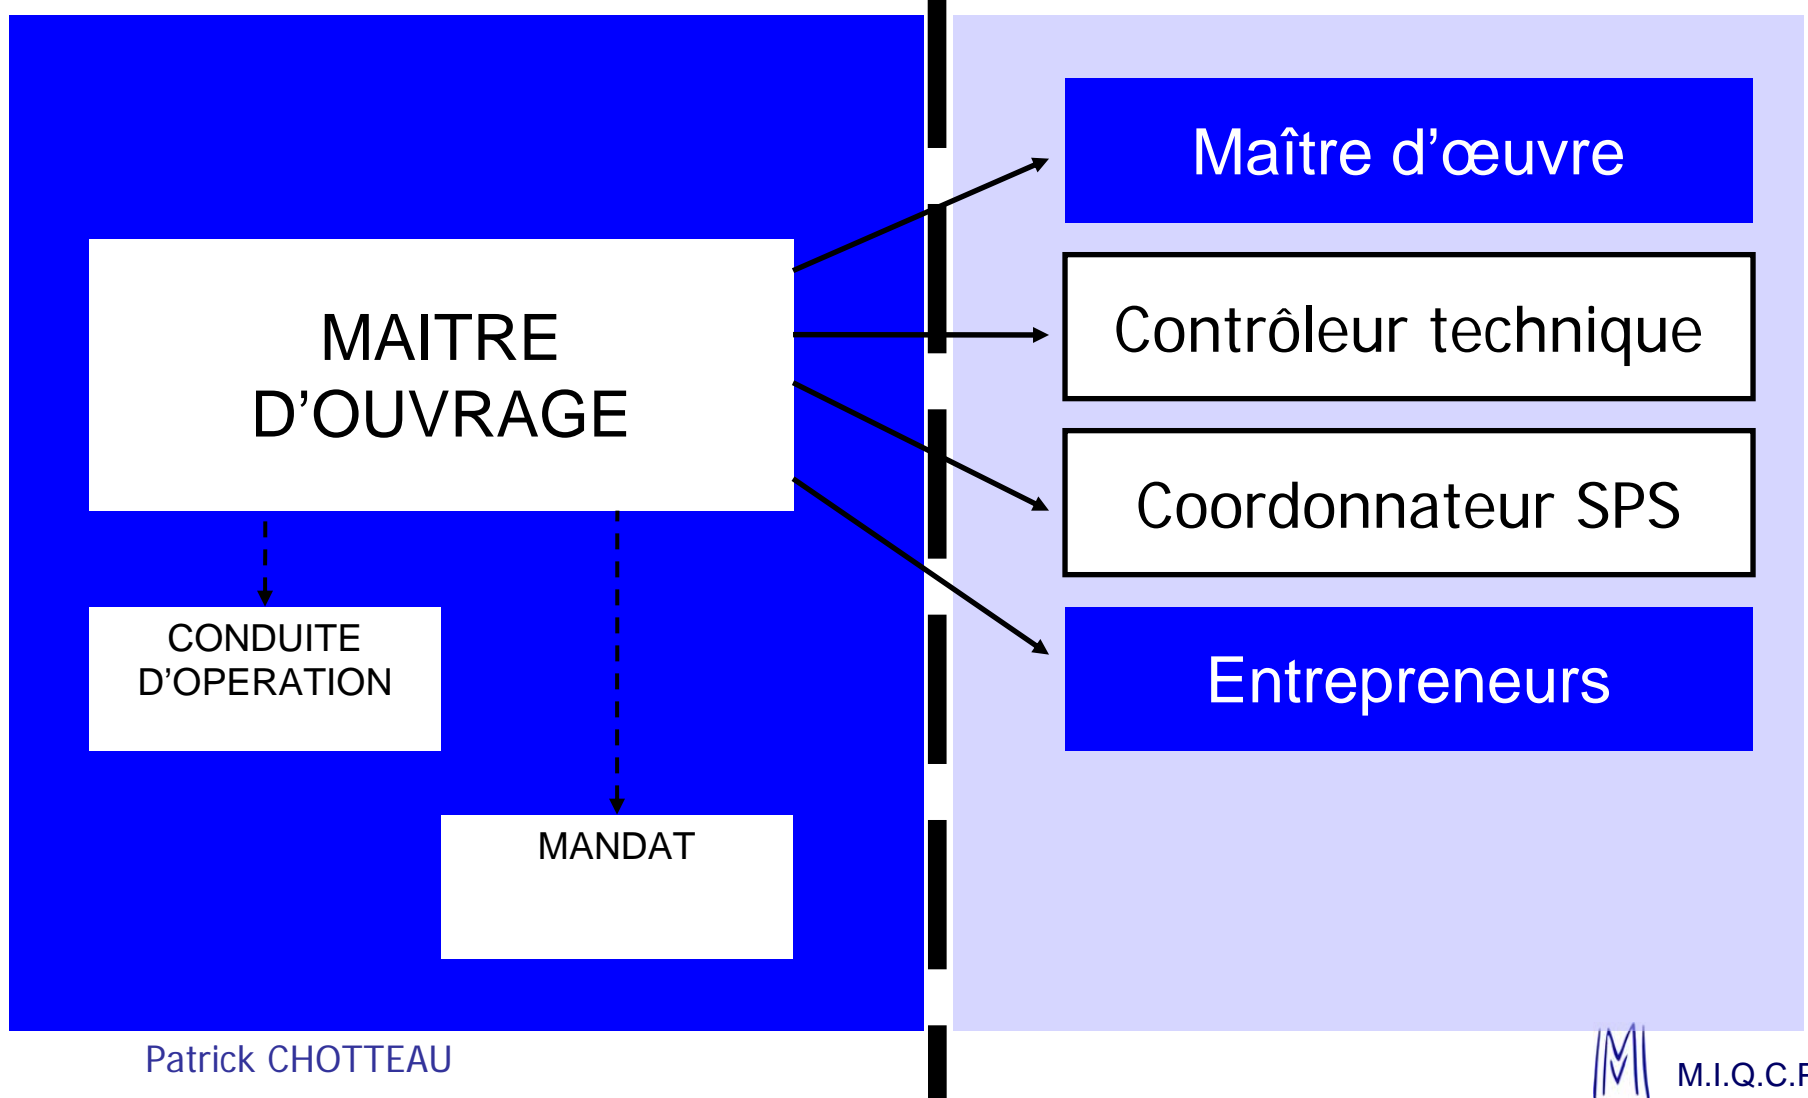 MAITRE
D’OUVRAGE
CONDUITE
D’OPERATION
MANDAT
Maître d’œuvre
Contrôleur technique
Coordonnateur SPS
Entrepreneurs
Patrick CHOTTEAU
M.I.Q.C.P